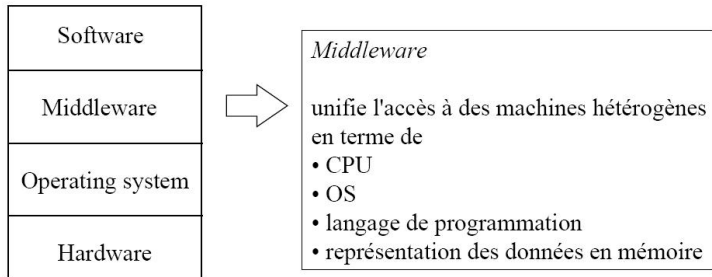 Software
Middleware
Operating system
Hardware
Middleware
unifie l'accès à des machines hétérogènes
en terme de
• CPU
• OS
• langage de programmation
• représentation des données en mémoire